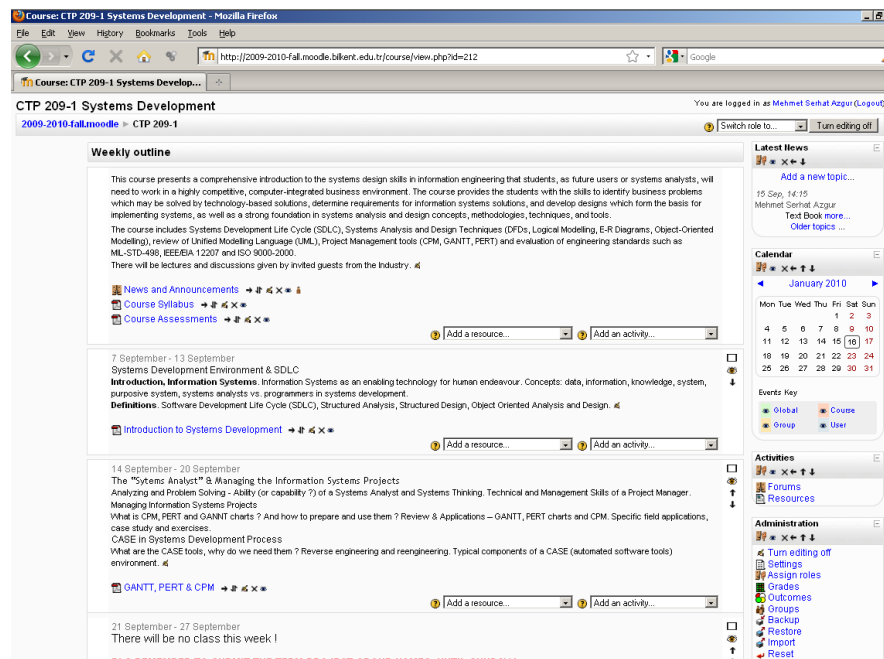 Course: CTP 209-1 Systems Development - Mozilla Firefox
File Edit View History Bookmarks Tools Help
http://2009-2010-fall.moodle.bilkent.edu.tr/course/view.php?id=212
Google
Course: CTP 209-1 Systems Develop...
CTP 209-1 Systems Development
You are logged in as Mehmet Serhat Azgur (Logout)
2009-2010-fall.moodle ► CTP 209-1
Switch role to...
Turn editing off
Weekly outline
This course presents a comprehensive introduction to the systems design skills in information engineering that students, as future users or systems analysts, will
need to work in a highly competitive, computer-integrated business environment. The course provides the students with the skills to identify business problems
which may be solved by technology-based solutions, determine requirements for information systems solutions, and develop designs which form the basis for
implementing systems, as well as a strong foundation in systems analysis and design concepts, methodologies, techniques, and tools.
The course includes Systems Development Life Cycle (SDLC), Systems Analysis and Design Techniques (DFDs, Logical Modelling, E-R Diagrams, Object-Oriented
Modelling), review of Unified Modelling Language (UML), Project Management tools (CPM, GANTT, PERT) and evaluation of engineering standards such as
MIL-STD-498, IEEE/EIA 12207 and ISO 9000-2000.
There will be lectures and discussions given by invited guests from the Industry.
News and Announcements
Course Syllabus
Course Assessments
Add a resource...
Add an activity...
7 September - 13 September
Systems Development Environment & SDLC
Introduction, Information Systems. Information Systems as an enabling technology for human endeavour. Concepts: data, information, knowledge, system,
purposive system, systems analysts vs. programmers in systems development.
Definitions. Software Development Life Cycle (SDLC), Structured Analysis, Structured Design, Object Oriented Analysis and Design.
Introduction to Systems Development
Add a resource...
Add an activity...
14 September - 20 September
The "Sytems Analyst" & Managing the Information Systems Projects
Analyzing and Problem Solving - Ability (or capability ?) of a Systems Analyst and Systems Thinking. Technical and Management Skills of a Project Manager.
Managing Information Systems Projects
What is CPM, PERT and GANNT charts ? And how to prepare and use them ? Review & Applications – GANTT, PERT charts and CPM. Specific field applications,
case study and exercises.
CASE in Systems Development Process
What are the CASE tools, why do we need them ? Reverse engineering and reengineering. Typical components of a CASE (automated software tools)
environment.
GANTT, PERT & CPM
Add a resource...
Add an activity...
21 September - 27 September
There will be no class this week !
Latest News
Add a new topic...
15 Sep, 14:15
Mehmet Serhat Azgur
Text Book more...
Older topics ...
Calendar
◄ January 2010 ►
Mon Tue Wed Thu Fri Sat Sun
1 2 3
4 5 6 7 8 9 10
11 12 13 14 15 16 17
18 19 20 21 22 23 24
25 26 27 28 29 30 31
Events Key
Global Course
Group User
Activities
Forums
Resources
Administration
Turn editing off
Settings
Assign roles
Grades
Outcomes
Groups
Backup
Restore
Import
Reset